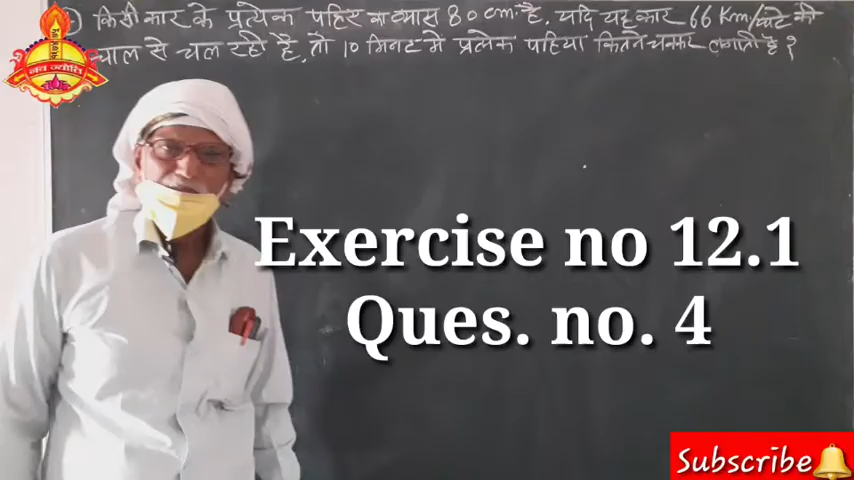 किसी कार के प्रत्येक पहिए का व्यास 80 cm. है. यदि यह कार 66 Km/घंटे की
चाल से चल रही है, तो 10 मिनट में प्रत्येक पहिया कितने चक्कर लगाती है ?
नव ज्योति
Exercise no 12.1
Ques. no. 4
Subscribe